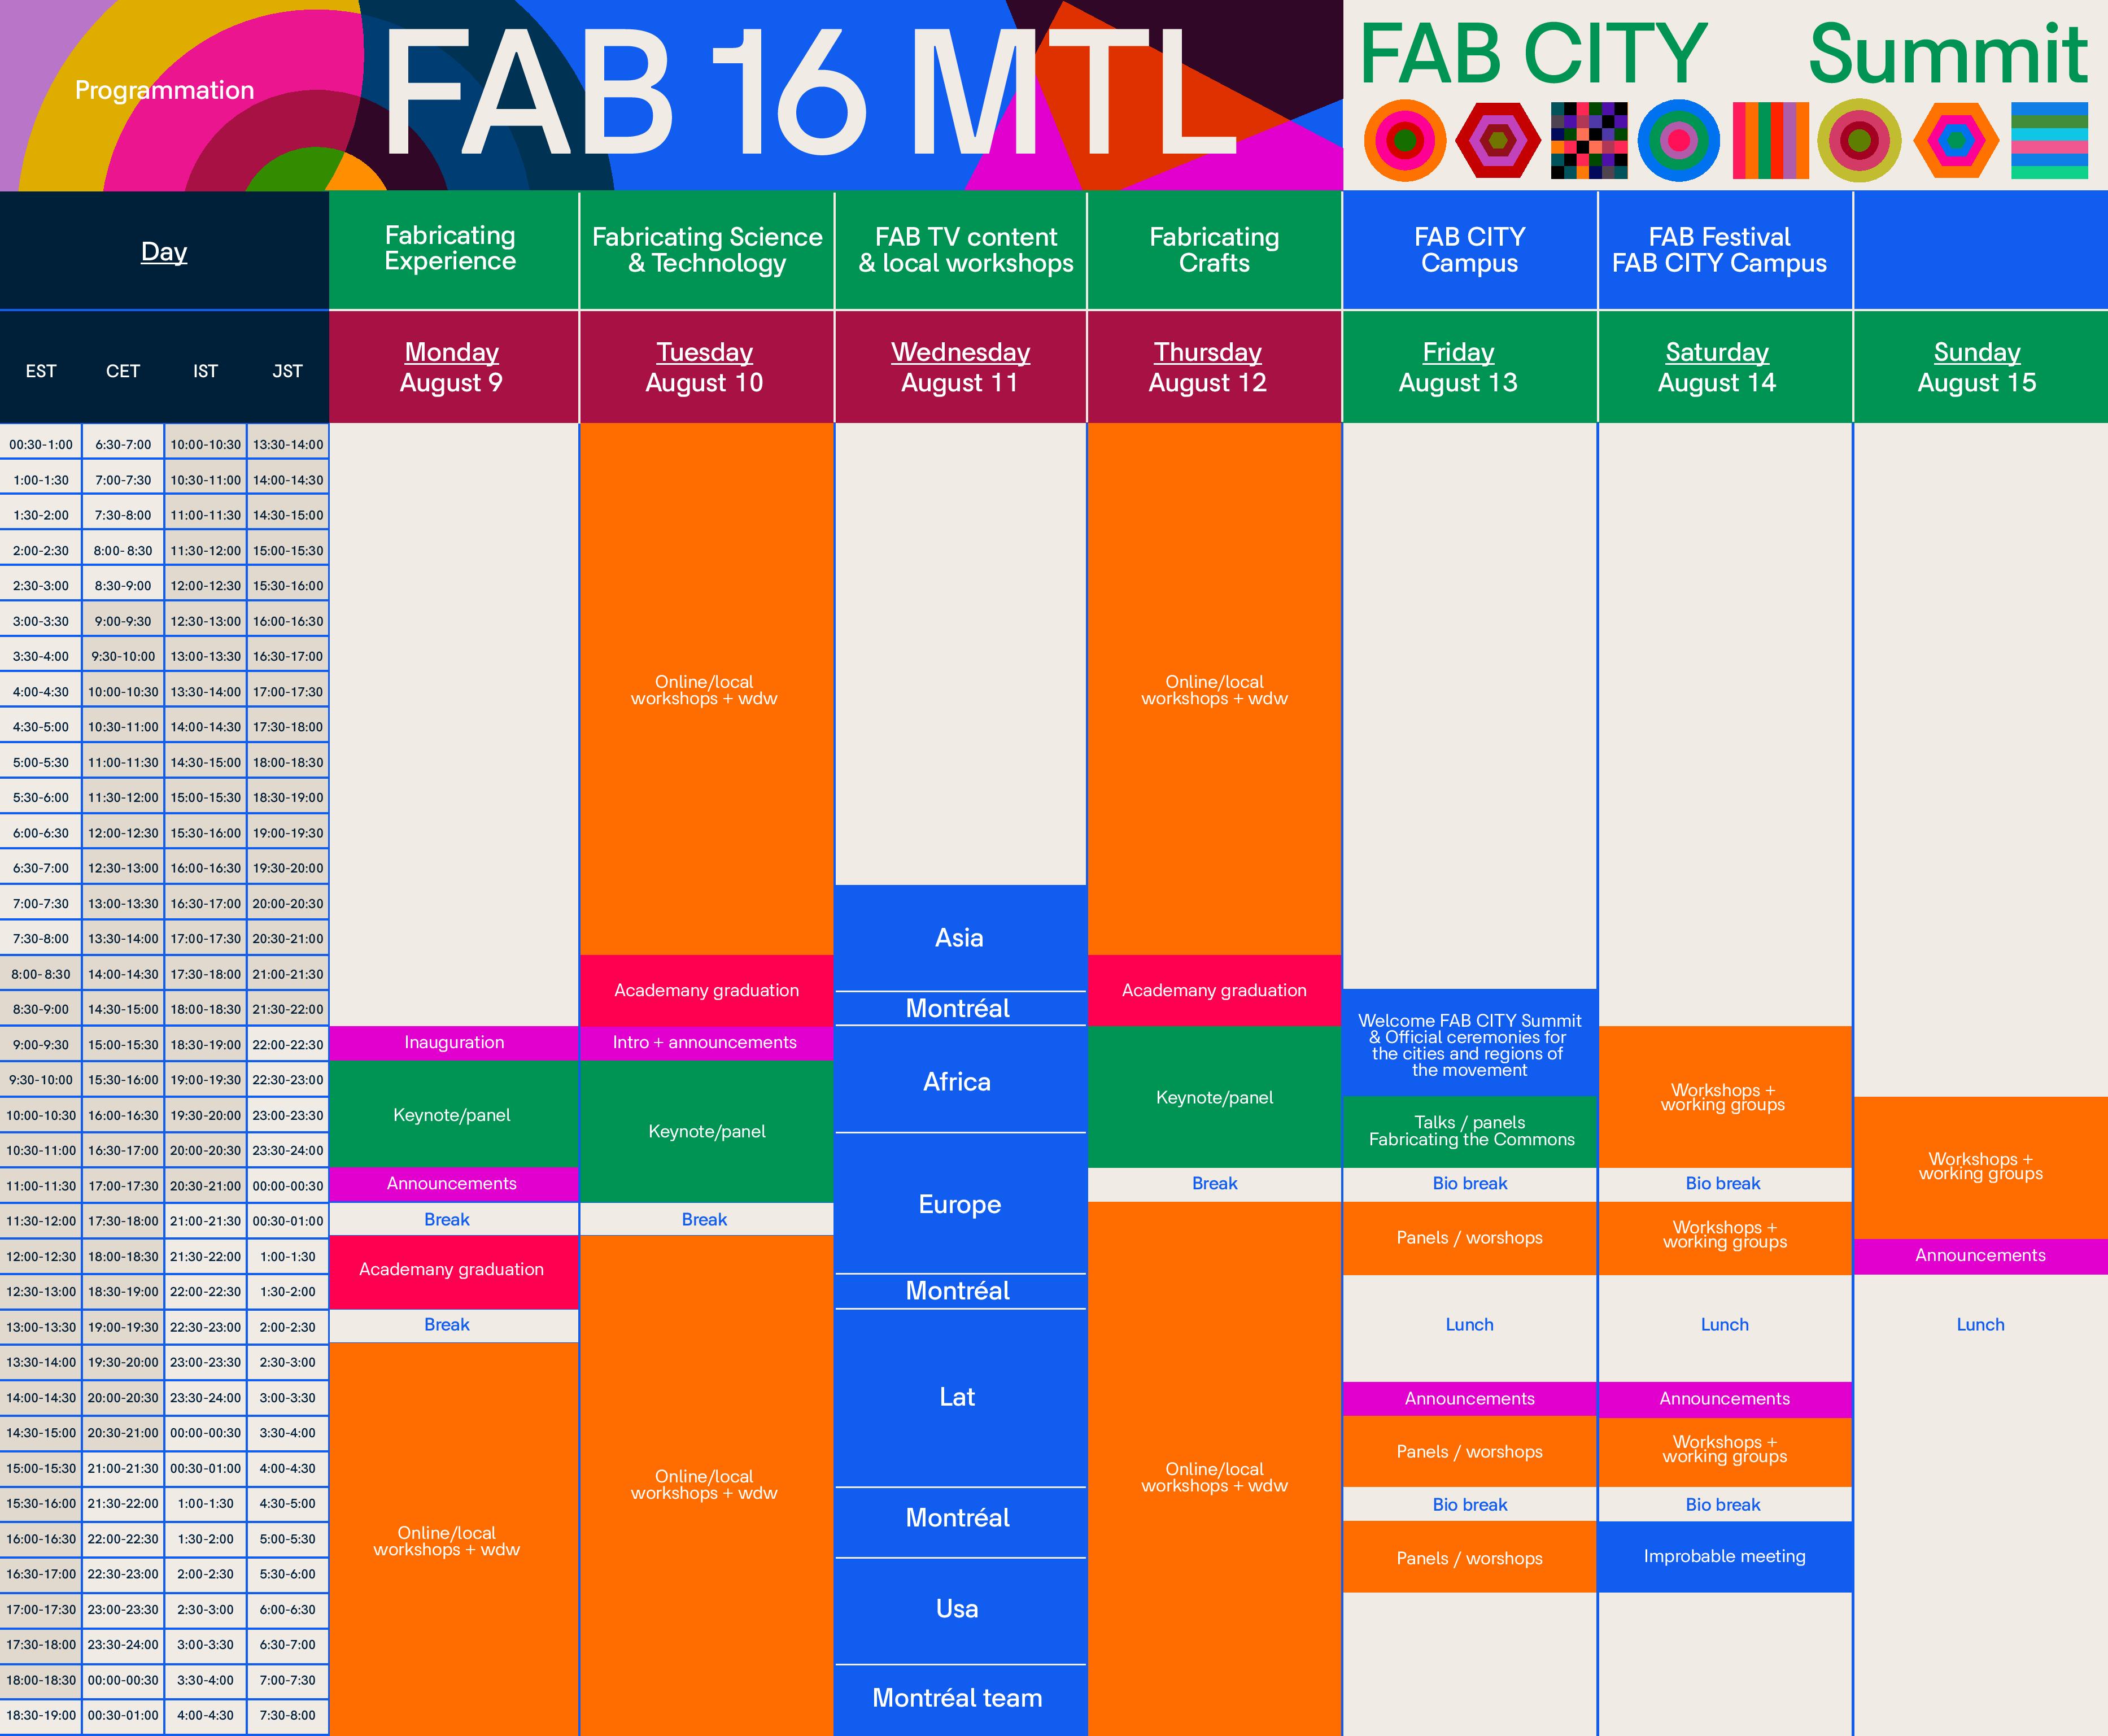 Programmation
FAB 16 MTL
FAB CITY Summit
Day
Fabricating
Experience
Fabricating Science
& Technology
FAB TV content
& local workshops
Fabricating
Crafts
FAB CITY
Campus
FAB Festival
FAB CITY Campus
EST CET IST JST
Monday
August 9
Tuesday
August 10
Wednesday
August 11
Thursday
August 12
Friday
August 13
Saturday
August 14
Sunday
August 15
00:30-1:00 6:30-7:00 10:00-10:30 13:30-14:00
1:00-1:30 7:00-7:30 10:30-11:00 14:00-14:30
1:30-2:00 7:30-8:00 11:00-11:30 14:30-15:00
2:00-2:30 8:00-8:30 11:30-12:00 15:00-15:30
2:30-3:00 8:30-9:00 12:00-12:30 15:30-16:00
3:00-3:30 9:00-9:30 12:30-13:00 16:00-16:30
3:30-4:00 9:30-10:00 13:00-13:30 16:30-17:00
4:00-4:30 10:00-10:30 13:30-14:00 17:00-17:30
4:30-5:00 10:30-11:00 14:00-14:30 17:30-18:00
5:00-5:30 11:00-11:30 14:30-15:00 18:00-18:30
5:30-6:00 11:30-12:00 15:00-15:30 18:30-19:00
6:00-6:30 12:00-12:30 15:30-16:00 19:00-19:30
6:30-7:00 12:30-13:00 16:00-16:30 19:30-20:00
7:00-7:30 13:00-13:30 16:30-17:00 20:00-20:30
7:30-8:00 13:30-14:00 17:00-17:30 20:30-21:00
8:00-8:30 14:00-14:30 17:30-18:00 21:00-21:30
8:30-9:00 14:30-15:00 18:00-18:30 21:30-22:00
9:00-9:30 15:00-15:30 18:30-19:00 22:00-22:30
9:30-10:00 15:30-16:00 19:00-19:30 22:30-23:00
10:00-10:30 16:00-16:30 19:30-20:00 23:00-23:30
10:30-11:00 16:30-17:00 20:00-20:30 23:30-24:00
11:00-11:30 17:00-17:30 20:30-21:00 00:00-00:30
11:30-12:00 17:30-18:00 21:00-21:30 00:30-01:00
12:00-12:30 18:00-18:30 21:30-22:00 1:00-1:30
12:30-13:00 18:30-19:00 22:00-22:30 1:30-2:00
13:00-13:30 19:00-19:30 22:30-23:00 2:00-2:30
13:30-14:00 19:30-20:00 23:00-23:30 2:30-3:00
14:00-14:30 20:00-20:30 23:30-24:00 3:00-3:30
14:30-15:00 20:30-21:00 00:00-00:30 3:30-4:00
15:00-15:30 21:00-21:30 00:30-01:00 4:00-4:30
15:30-16:00 21:30-22:00 1:00-1:30 4:30-5:00
16:00-16:30 22:00-22:30 1:30-2:00 5:00-5:30
16:30-17:00 22:30-23:00 2:00-2:30 5:30-6:00
17:00-17:30 23:00-23:30 2:30-3:00 6:00-6:30
17:30-18:00 23:30-24:00 3:00-3:30 6:30-7:00
18:00-18:30 00:00-00:30 3:30-4:00 7:00-7:30
18:30-19:00 00:30-01:00 4:00-4:30 7:30-8:00
Inauguration
Keynote/panel
Announcements
Break
Academany graduation
Break
Online/local
workshops + wdw
Online/local
workshops + wdw
Academany graduation
Intro + announcements
Keynote/panel
Break
Online/local
workshops + wdw
Asia
Montréal
Africa
Europe
Montréal
Lat
Montréal
Usa
Montréal team
Online/local
workshops + wdw
Academany graduation
Keynote/panel
Break
Online/local
workshops + wdw
Welcome FAB CITY Summit
& Official ceremonies for
the cities and regions of
the movement
Talks / panels
Fabricating the Commons
Bio break
Panels / worshops
Lunch
Announcements
Panels / worshops
Bio break
Panels / worshops
Workshops +
working groups
Bio break
Workshops +
working groups
Lunch
Announcements
Workshops +
working groups
Bio break
Improbable meeting
Workshops +
working groups
Announcements
Lunch